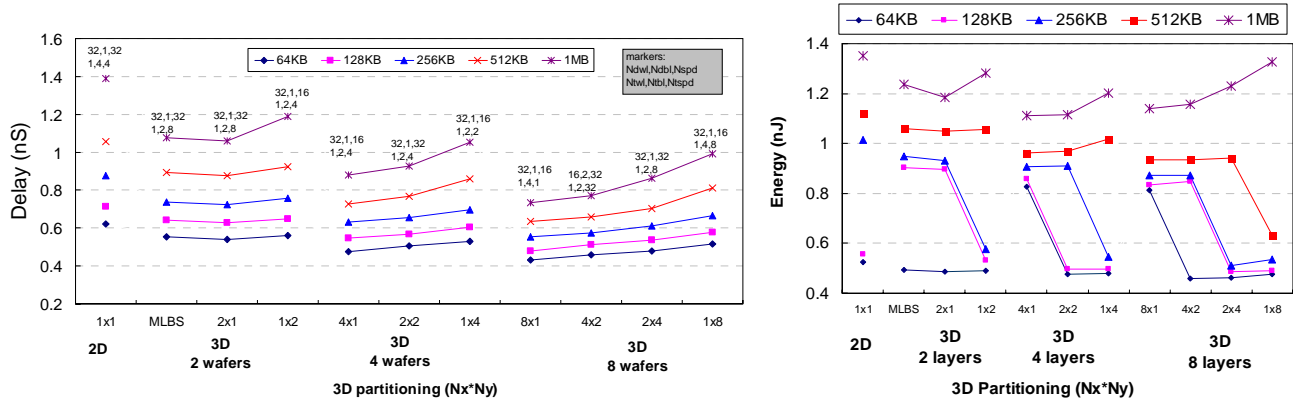 1.6
1.4
1.2
1
0.8
0.6
0.4
0.2
Delay (nS)
64KB 128KB 256KB 512KB 1MB
markers:
Ndwl,Ndbl,Nspd
Ntwl,Ntbl,Ntspd
32,1,32
1,4,4
32,1,32
1,2,8
32,1,32
1,2,8
32,1,16
1,2,4
32,1,16
1,2,4
32,1,32
1,2,4
32,1,16
1,2,2
32,1,16
1,4,1
16,2,32
1,2,32
32,1,32
1,2,8
32,1,16
1,4,8
1x1 MLBS 2x1 1x2 4x1 2x2 1x4 8x1 4x2 2x4 1x8
2D
3D
2 wafers
3D
4 wafers
3D
8 wafers
3D partitioning (Nx*Ny)
64KB 128KB 256KB 512KB 1MB
1.4
1.2
1.0
0.8
0.6
0.4
Energy (nJ)
1x1 MLBS 2x1 1x2 4x1 2x2 1x4 8x1 4x2 2x4 1x8
2D
3D
2 layers
3D
4 layers
3D
8 layers
3D Partitioning (Nx*Ny)